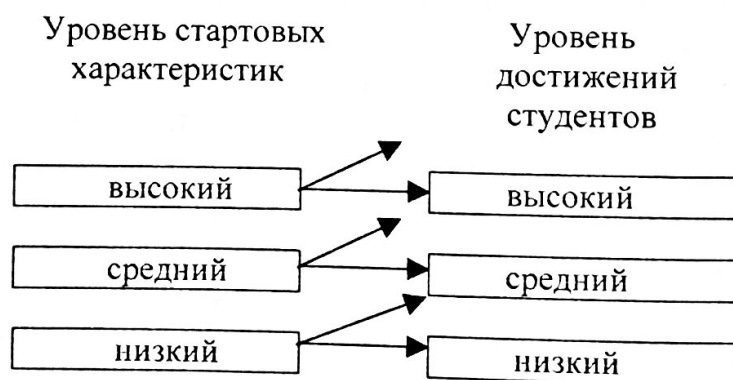 Уровень стартовых
характеристик
Уровень
достижений
студентов
высокий
высокий
средний
средний
низкий
низкий